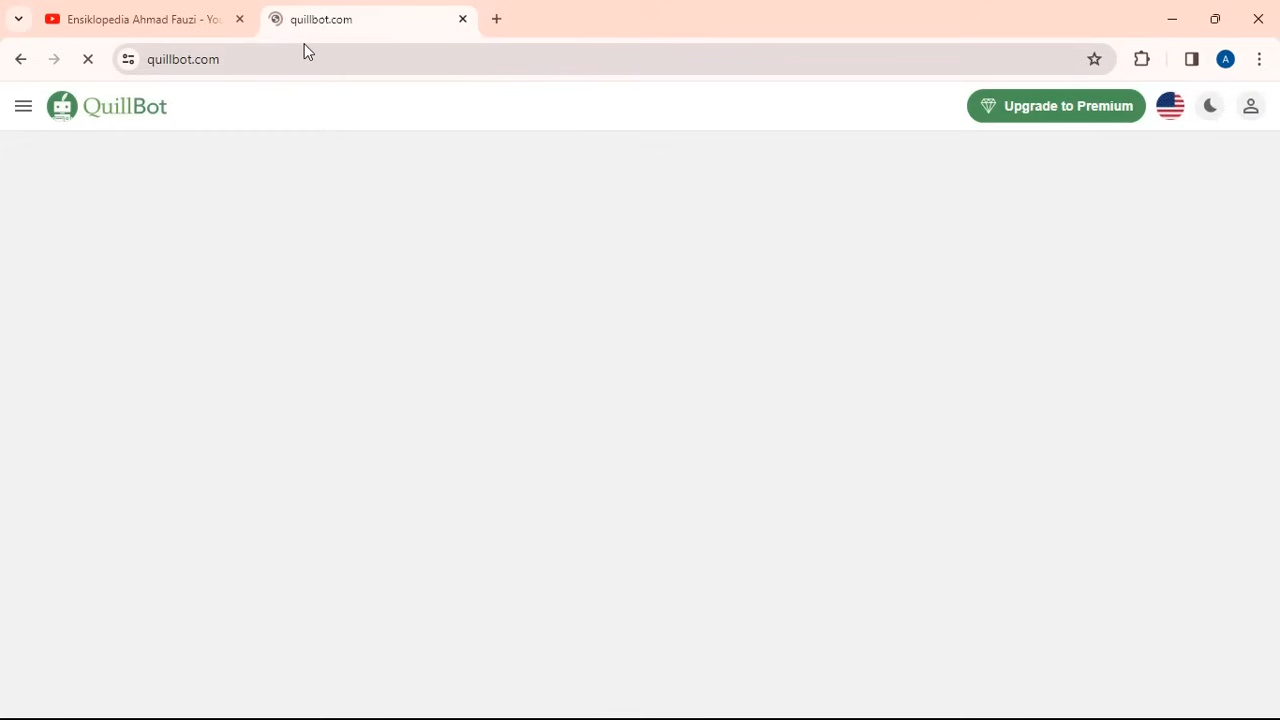 Ensiklopedia Ahmad Fauzi - You
quillbot.com
quillbot.com
A
QuillBot
Upgrade to Premium